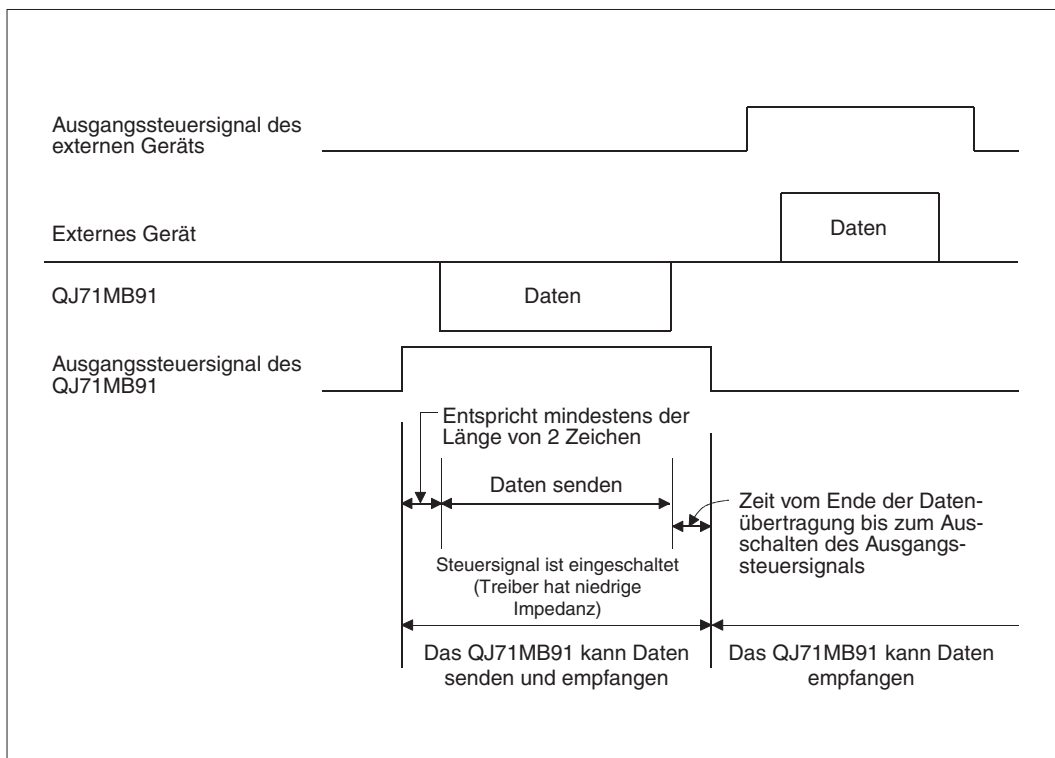 Ausgangssteuersignal des
externen Geräts
Externes Gerät
Daten
QJ71MB91
Daten
Ausgangssteuersignal des
QJ71MB91
Entspricht mindestens der
Länge von 2 Zeichen
Daten senden
Zeit vom Ende der Daten-
übertragung bis zum Aus-
schalten des Ausgangs-
steuersignals
Steuersignal ist eingeschaltet
(Treiber hat niedrige
Impedanz)
Das QJ71MB91 kann Daten
senden und empfangen
Das QJ71MB91 kann Daten
empfangen